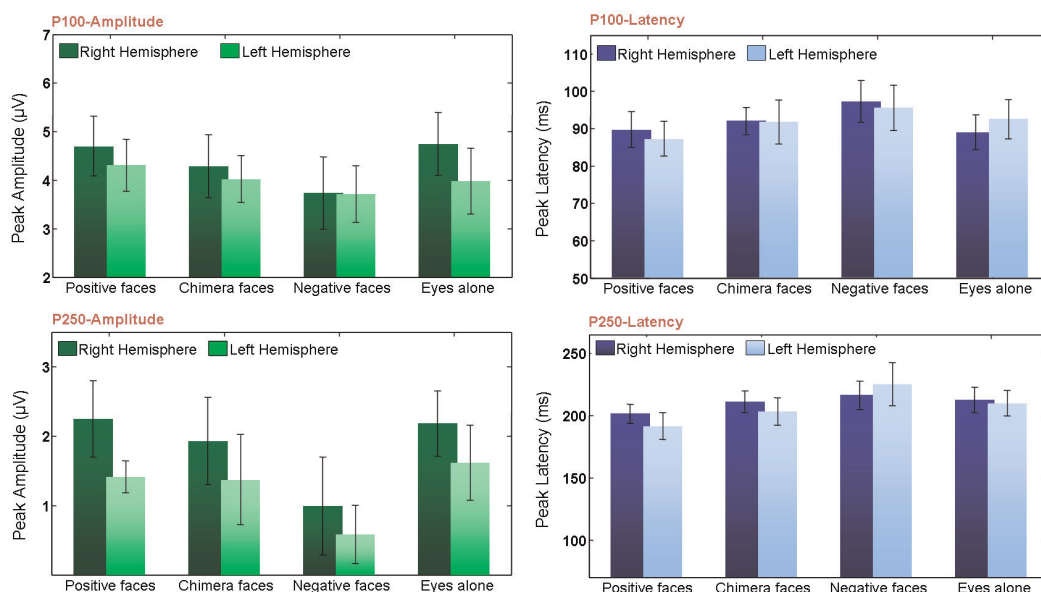 P100-Amplitude
7
6
5
4
3
2
Peak Amplitude (µV)
Right Hemisphere Left Hemisphere
Positive faces Chimera faces Negative faces Eyes alone
P100-Latency
110
100
90
80
70
60
50
Peak Latency (ms)
Right Hemisphere Left Hemisphere
Positive faces Chimera faces Negative faces Eyes alone
P250-Amplitude
3
2
1
Peak Amplitude (µV)
Right Hemisphere Left Hemisphere
Positive faces Chimera faces Negative faces Eyes alone
P250-Latency
250
200
150
100
Peak Latency (ms)
Right Hemisphere Left Hemisphere
Positive faces Chimera faces Negative faces Eyes alone